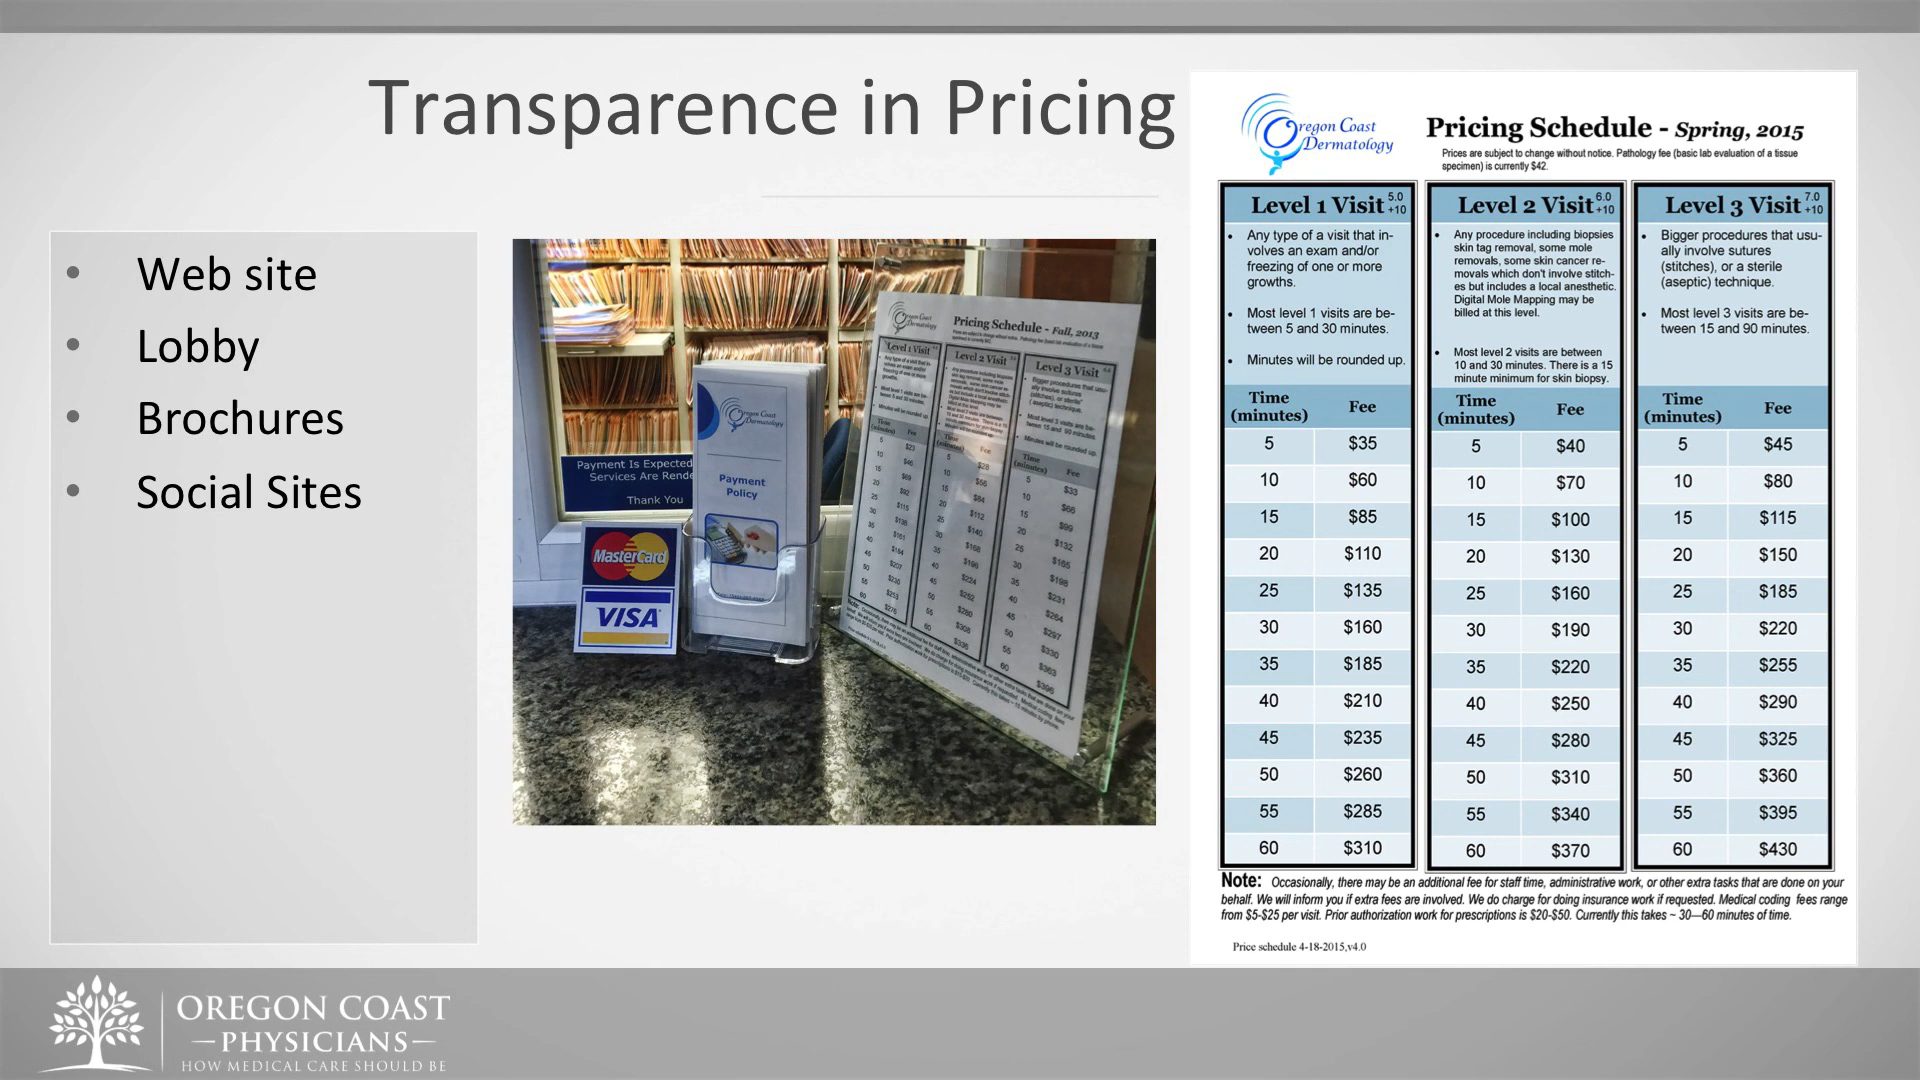 Transparence in Pricing
• Web site
• Lobby
• Brochures
• Social Sites
Payment Is Expected
Services Are Rende
Thank You
MasterCard
VISA
Oregon Coast
Dermatology
Payment
Policy
Oregon Coast
Dermatology
Pricing Schedule - Fall, 2013
Level 1 Visit
Level 2 Visit
Level 3 Visit
Oregon Coast
Dermatology
Pricing Schedule - Spring, 2015
Prices are subject to change without notice. Pathology fee (basic lab evaluation of a tissue
specimen) is currently $42.
Level 1 Visit 5.0 +10
• Any type of a visit that in-
volves an exam and/or
freezing of one or more
growths.
• Most level 1 visits are be-
tween 5 and 30 minutes.
• Minutes will be rounded up.
Time (minutes) Fee
5 $35
10 $60
15 $85
20 $110
25 $135
30 $160
35 $185
40 $210
45 $235
50 $260
55 $285
60 $310
Level 2 Visit 6.0 +10
• Any procedure including biopsies
skin tag removal, some mole
removals, some skin cancer re-
movals which don't involve stitch-
es but includes a local anesthetic.
Digital Mole Mapping may be
billed at this level.
• Most level 2 visits are between
10 and 30 minutes. There is a 15
minute minimum for skin biopsy.
Time (minutes) Fee
5 $40
10 $70
15 $100
20 $130
25 $160
30 $190
35 $220
40 $250
45 $280
50 $310
55 $340
60 $370
Level 3 Visit 7.0 +10
• Bigger procedures that usu-
ally involve sutures
(stitches), or a sterile
(aseptic) technique.
• Most level 3 visits are be-
tween 15 and 90 minutes.
Time (minutes) Fee
5 $45
10 $80
15 $115
20 $150
25 $185
30 $220
35 $255
40 $290
45 $325
50 $360
55 $395
60 $430
Note: Occasionally, there may be an additional fee for staff time, administrative work, or other extra tasks that are done on your
behalf. We will inform you if extra fees are involved. We do charge for doing insurance work if requested. Medical coding fees range
from $5-$25 per visit. Prior authorization work for prescriptions is $20-$50. Currently this takes ~ 30—60 minutes of time.
Price schedule 4-18-2015,v4.0
OREGON COAST
—PHYSICIANS—
HOW MEDICAL CARE SHOULD BE